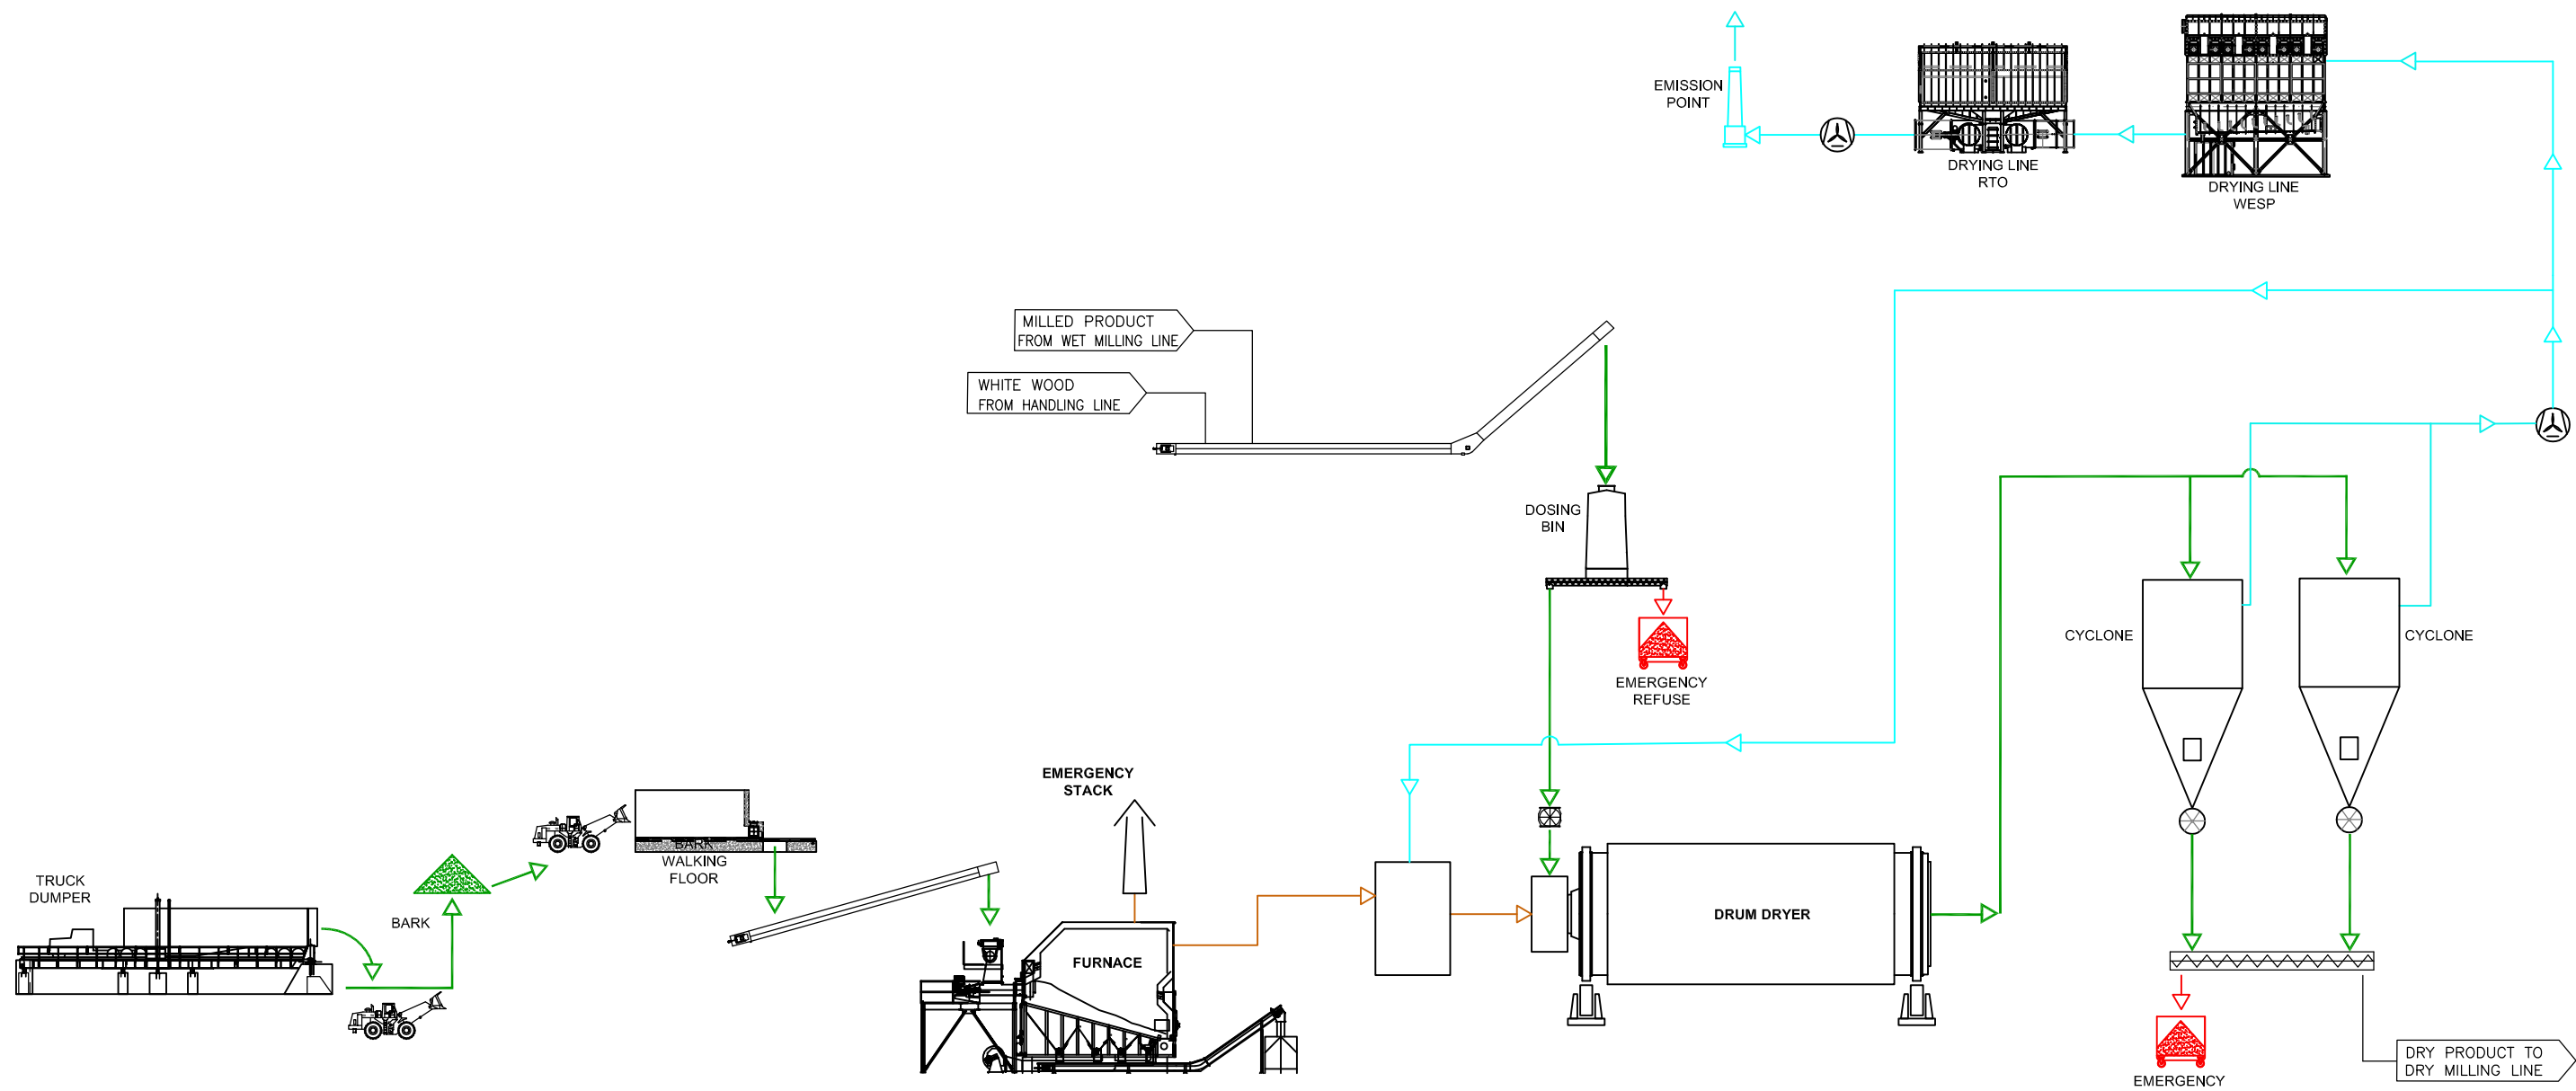 EMISSION
POINT
DRYING LINE
RTO
DRYING LINE
WESP
MILLED PRODUCT
FROM WET MILLING LINE
WHITE WOOD
FROM HANDLING LINE
DOSING
BIN
EMERGENCY
REFUSE
CYCLONE
CYCLONE
EMERGENCY
STACK
BARK
WALKING
FLOOR
TRUCK
DUMPER
BARK
FURNACE
DRUM DRYER
DRY PRODUCT TO
DRY MILLING LINE
EMERGENCY